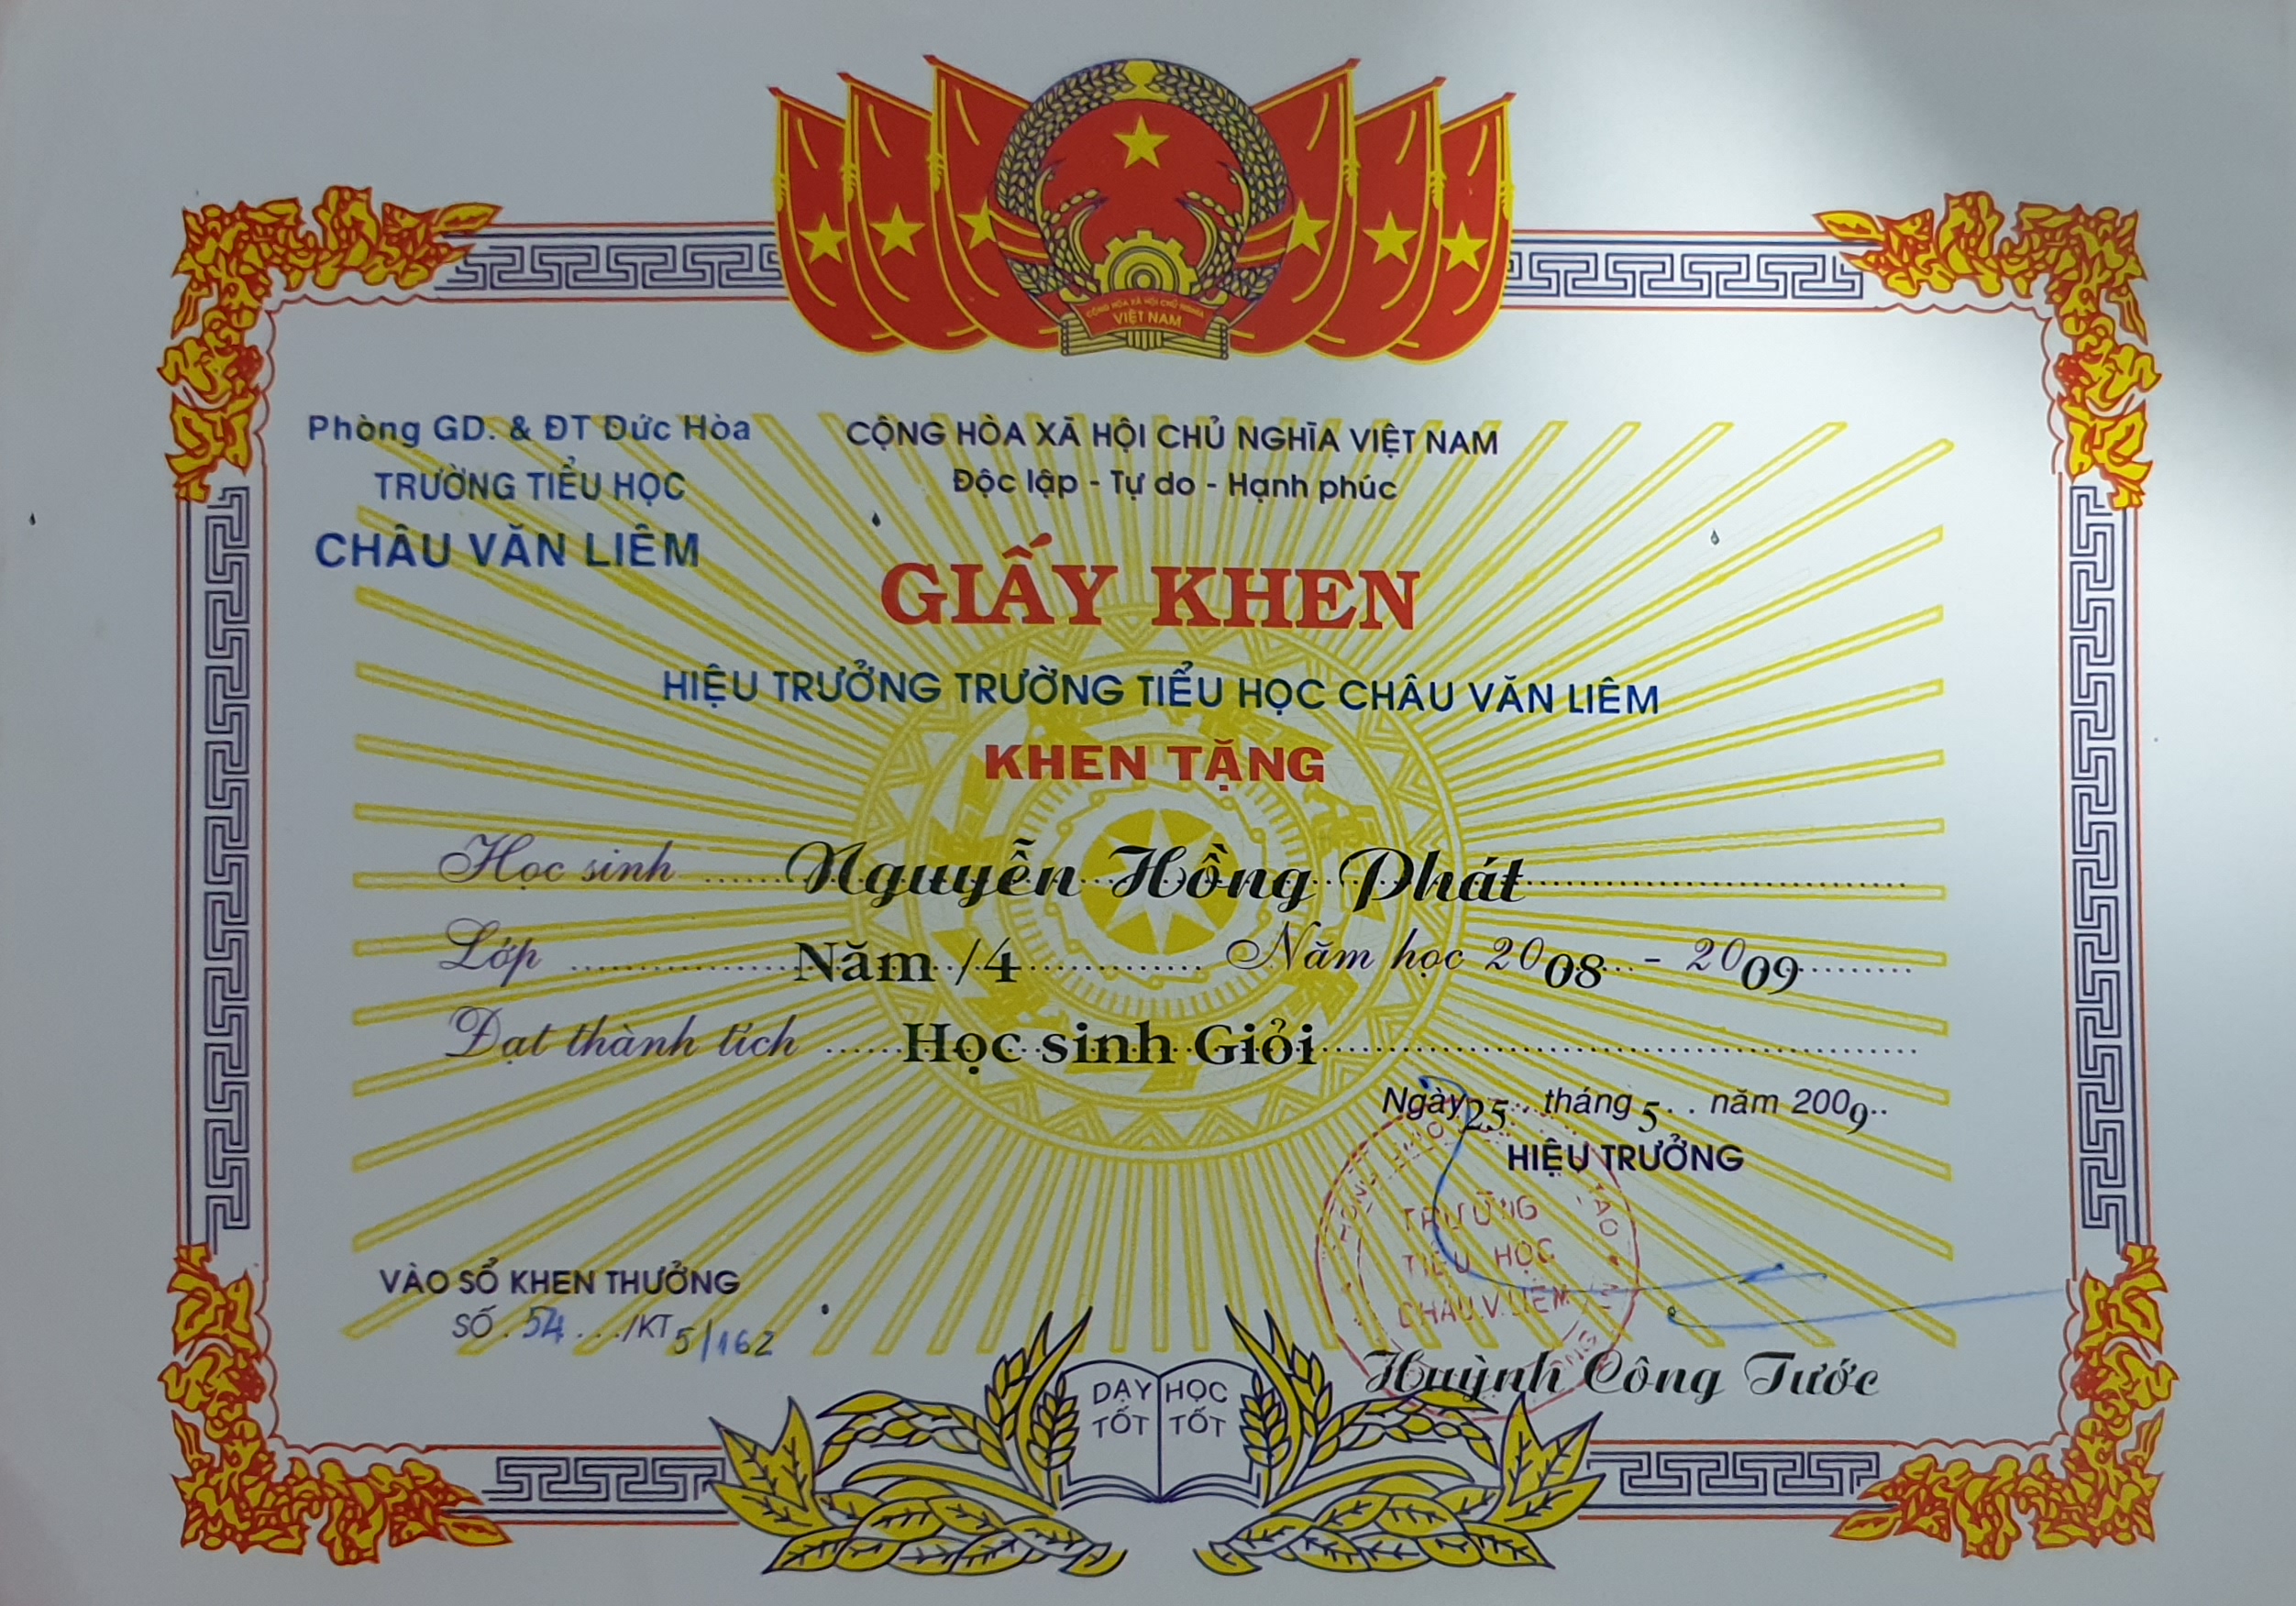 CỘNG HÒA XÃ HỘI CHỦ NGHĨA
VIỆT NAM
Phòng GD. & ĐT Đức Hòa
TRƯỜNG TIỂU HỌC
CHÂU VĂN LIÊM
CỘNG HÒA XÃ HỘI CHỦ NGHĨA VIỆT NAM
Độc lập - Tự do - Hạnh phúc
GIẤY KHEN
HIỆU TRƯỞNG TRƯỜNG TIỂU HỌC CHÂU VĂN LIÊM
KHEN TẶNG
Học sinh ...... Nguyễn Hồng Phát
Lớp ...... Năm /4 ...... Năm học 2008 - 2009
Đạt thành tích ...... Học sinh Giỏi
Ngày 25 tháng 5 năm 2009
HIỆU TRƯỞNG
TRƯỜNG
TIỂU HỌC
CHÂU.V.LIÊM
Huỳnh Công Tước
VÀO SỔ KHEN THƯỞNG
SỐ . 54 . . ./KT 5/162
DẠY TỐT
HỌC TỐT